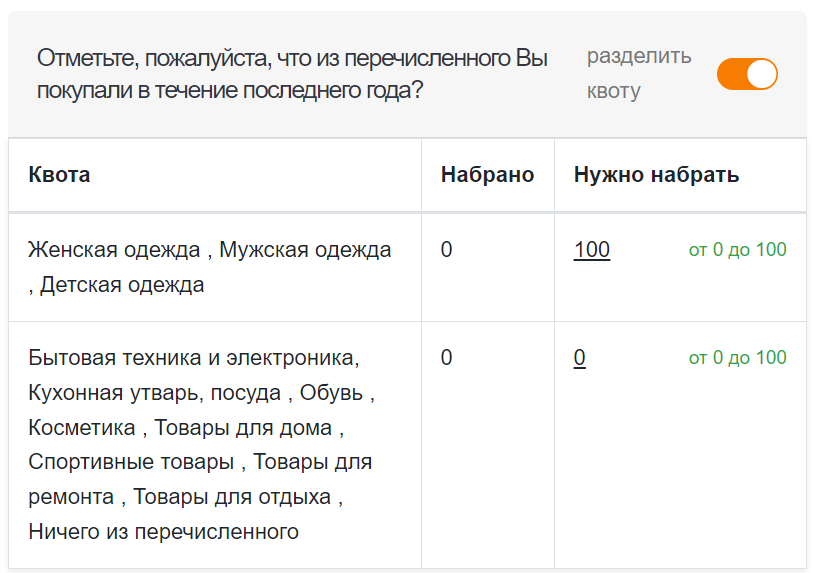 Отметьте, пожалуйста, что из перечисленного Вы
покупали в течение последнего года?
разделить
квоту
Квота
Набрано
Нужно набрать
Женская одежда , Мужская одежда
, Детская одежда
0
100
от 0 до 100
Бытовая техника и электроника,
Кухонная утварь, посуда , Обувь ,
Косметика , Товары для дома ,
Спортивные товары , Товары для
ремонта , Товары для отдыха ,
Ничего из перечисленного
0
0
от 0 до 100